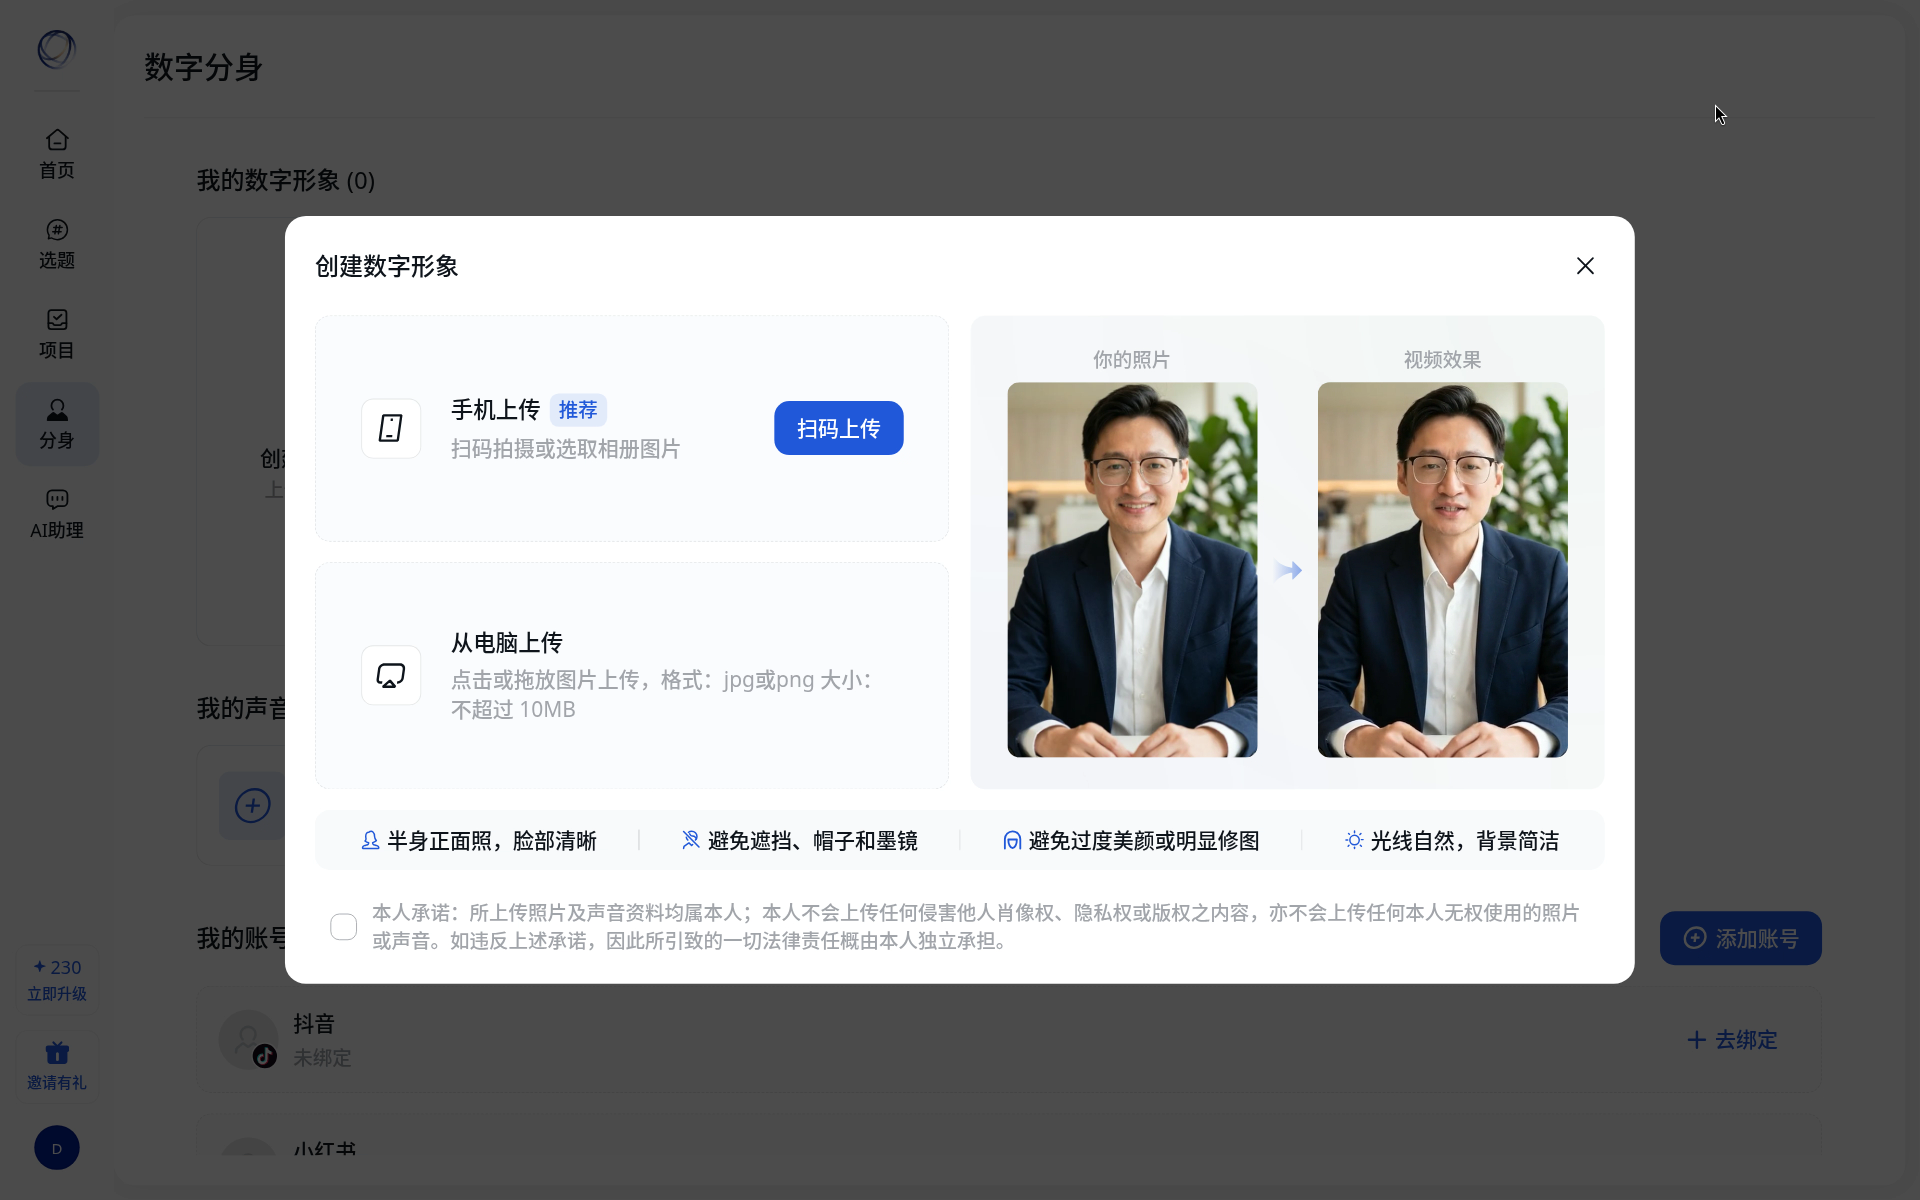 数字分身
首页
选题
项目
分身
AI助理
230
立即升级
邀请有礼
D
我的数字形象 (0)
上
我的声音
我的账号
添加账号
抖音
未绑定
去绑定
小红书
创建数字形象
手机上传
推荐
扫码拍摄或选取相册图片
扫码上传
从电脑上传
点击或拖放图片上传，格式：jpg或png 大小：
不超过 10MB
你的照片
视频效果
半身正面照，脸部清晰
避免遮挡、帽子和墨镜
避免过度美颜或明显修图
光线自然，背景简洁
本人承诺：所上传照片及声音资料均属本人；本人不会上传任何侵害他人肖像权、隐私权或版权之内容，亦不会上传任何本人无权使用的照片
或声音。如违反上述承诺，因此所引致的一切法律责任概由本人独立承担。